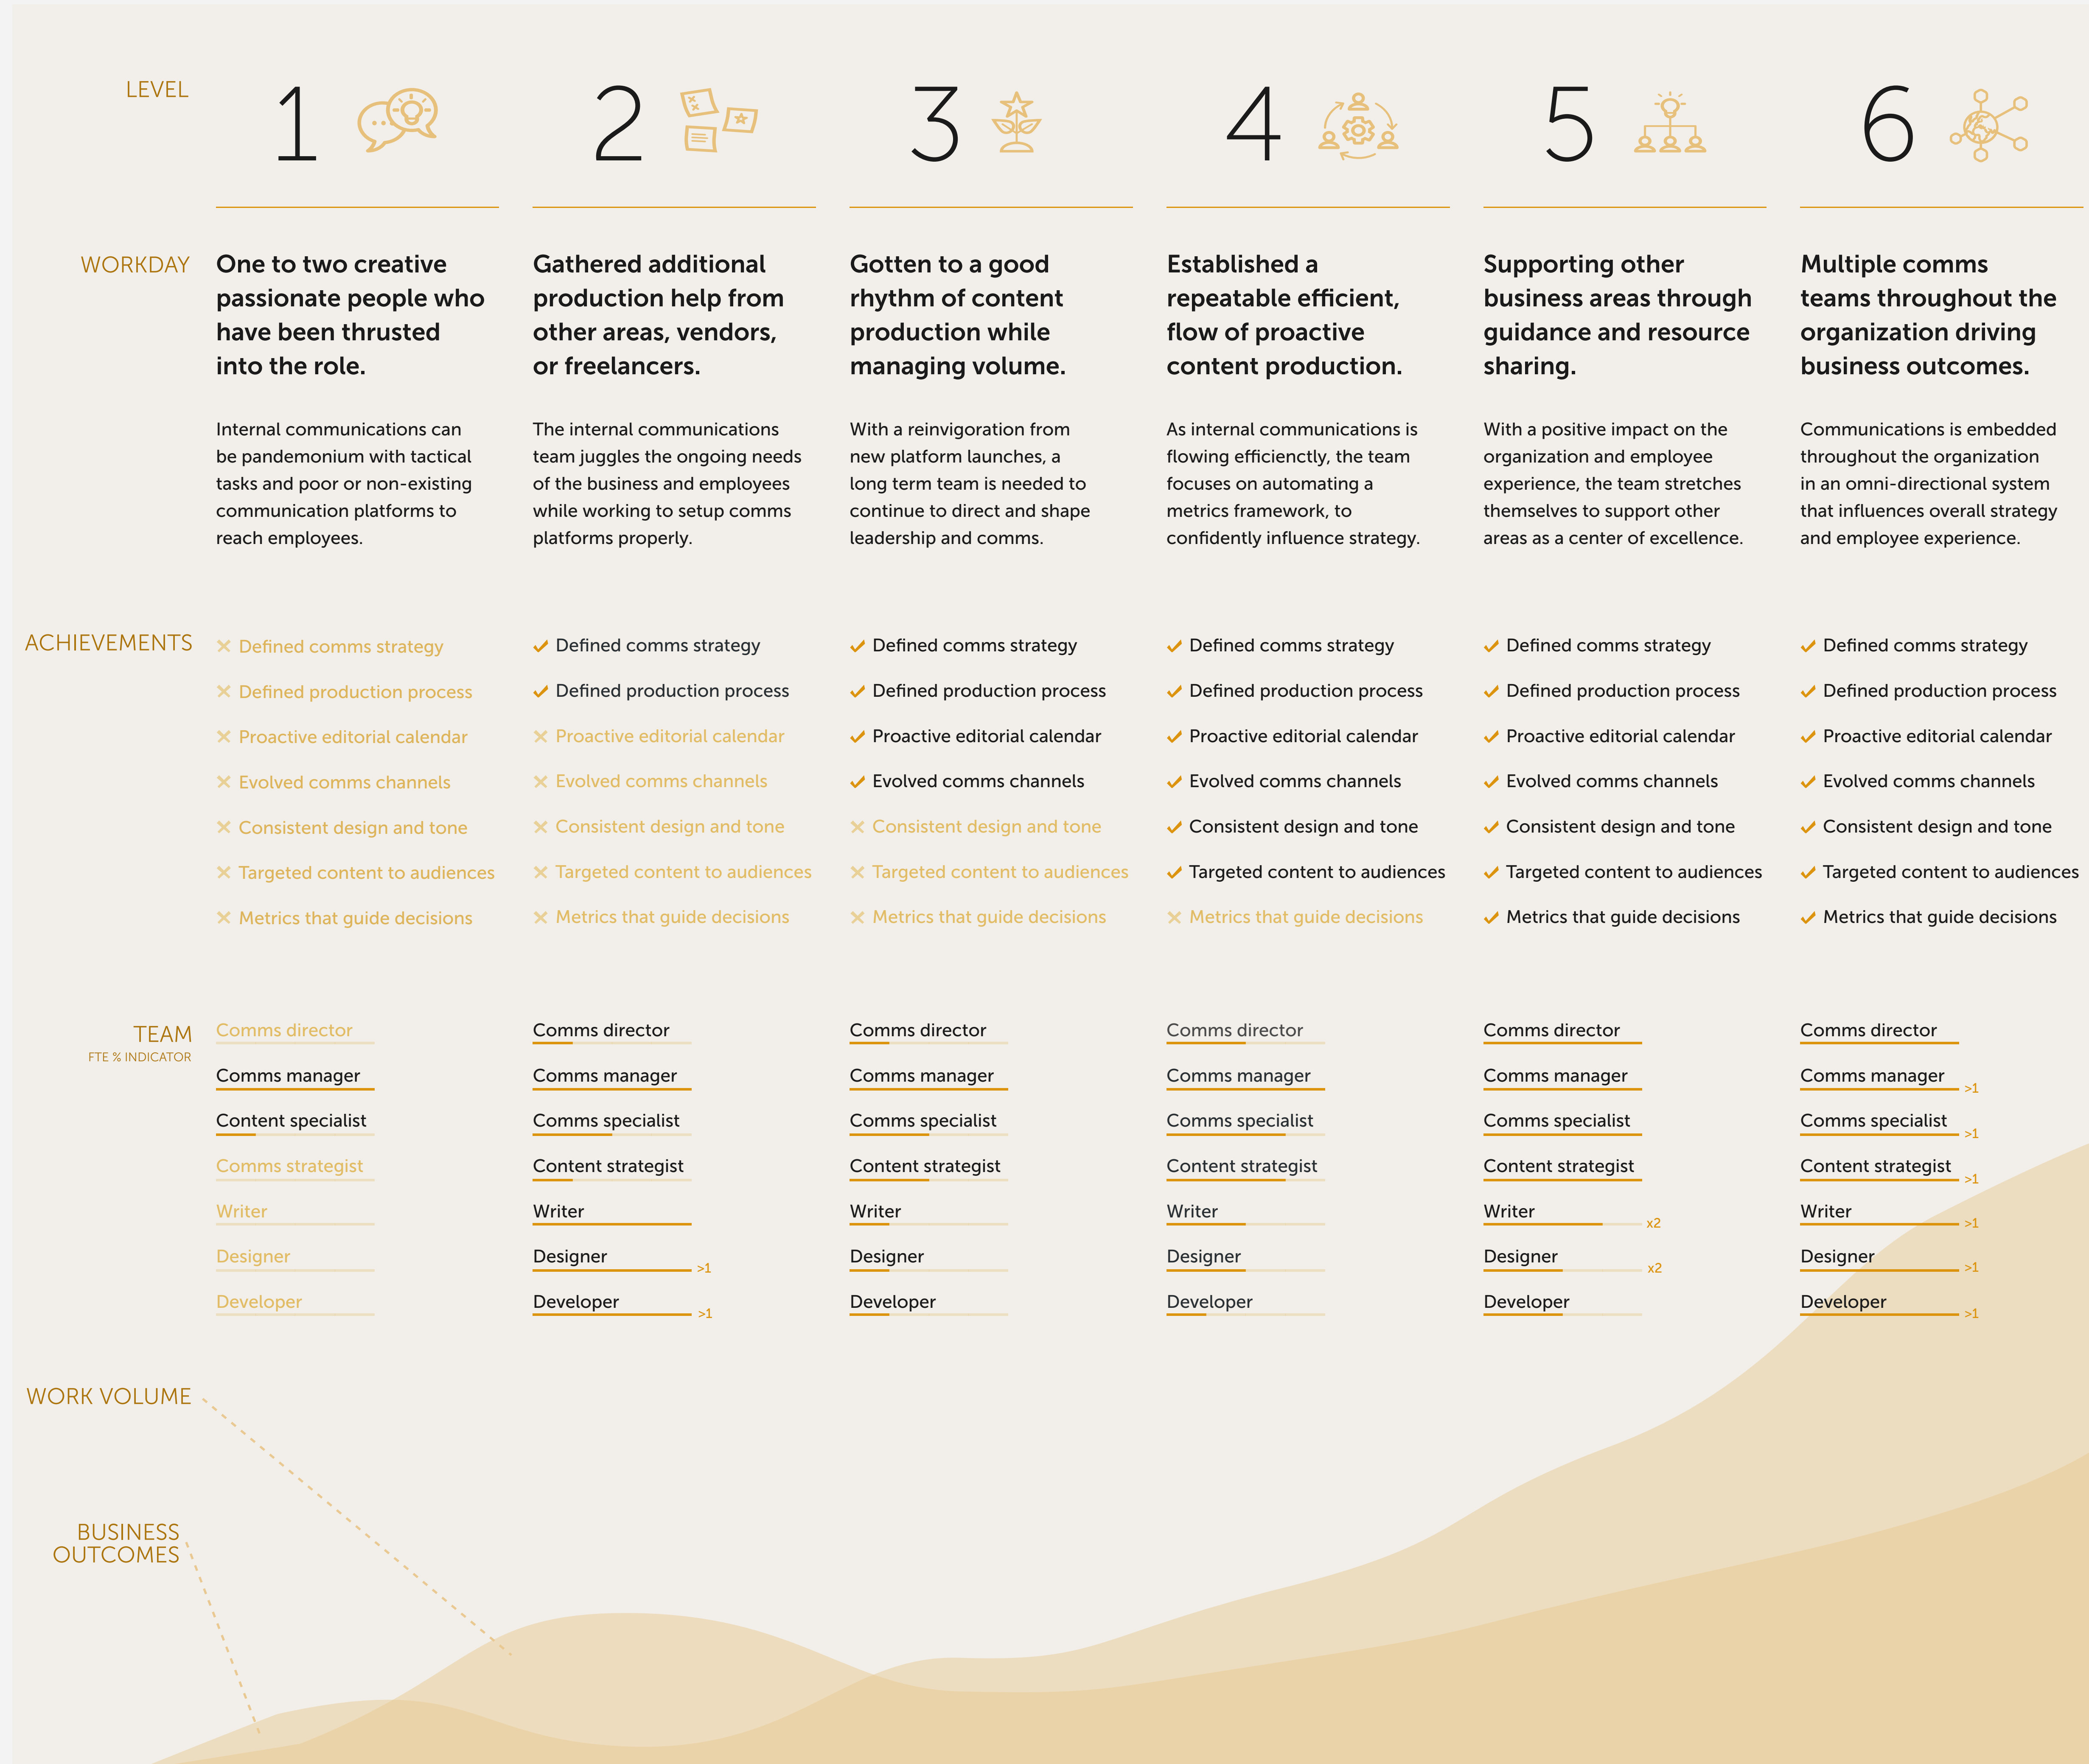 LEVEL
1
2
3
4
5
6
WORKDAY
One to two creative
passionate people who
have been thrusted
into the role.
Internal communications can
be pandemonium with tactical
tasks and poor or non-existing
communication platforms to
reach employees.
Gathered additional
production help from
other areas, vendors,
or freelancers.
The internal communications
team juggles the ongoing needs
of the business and employees
while working to setup comms
platforms properly.
Gotten to a good
rhythm of content
production while
managing volume.
With a reinvigoration from
new platform launches, a
long term team is needed to
continue to direct and shape
leadership and comms.
Established a
repeatable efficient,
flow of proactive
content production.
As internal communications is
flowing efficienctly, the team
focuses on automating a
metrics framework, to
confidently influence strategy.
Supporting other
business areas through
guidance and resource
sharing.
With a positive impact on the
organization and employee
experience, the team stretches
themselves to support other
areas as a center of excellence.
Multiple comms
teams throughout the
organization driving
business outcomes.
Communications is embedded
throughout the organization
in an omni-directional system
that influences overall strategy
and employee experience.
ACHIEVEMENTS
Defined comms strategy
Defined production process
Proactive editorial calendar
Evolved comms channels
Consistent design and tone
Targeted content to audiences
Metrics that guide decisions
Defined comms strategy
Defined production process
Proactive editorial calendar
Evolved comms channels
Consistent design and tone
Targeted content to audiences
Metrics that guide decisions
Defined comms strategy
Defined production process
Proactive editorial calendar
Evolved comms channels
Consistent design and tone
Targeted content to audiences
Metrics that guide decisions
Defined comms strategy
Defined production process
Proactive editorial calendar
Evolved comms channels
Consistent design and tone
Targeted content to audiences
Metrics that guide decisions
Defined comms strategy
Defined production process
Proactive editorial calendar
Evolved comms channels
Consistent design and tone
Targeted content to audiences
Metrics that guide decisions
Defined comms strategy
Defined production process
Proactive editorial calendar
Evolved comms channels
Consistent design and tone
Targeted content to audiences
Metrics that guide decisions
TEAM
FTE % INDICATOR
Comms director
Comms manager
Content specialist
Comms strategist
Writer
Designer
Developer
Comms director
Comms manager
Comms specialist
Content strategist
Writer
Designer >1
Developer >1
Comms director
Comms manager
Comms specialist
Content strategist
Writer
Designer
Developer
Comms director
Comms manager
Comms specialist
Content strategist
Writer
Designer
Developer
Comms director
Comms manager
Comms specialist
Content strategist
Writer x2
Designer x2
Developer
Comms director
Comms manager >1
Comms specialist >1
Content strategist >1
Writer >1
Designer >1
Developer >1
WORK VOLUME
BUSINESS
OUTCOMES